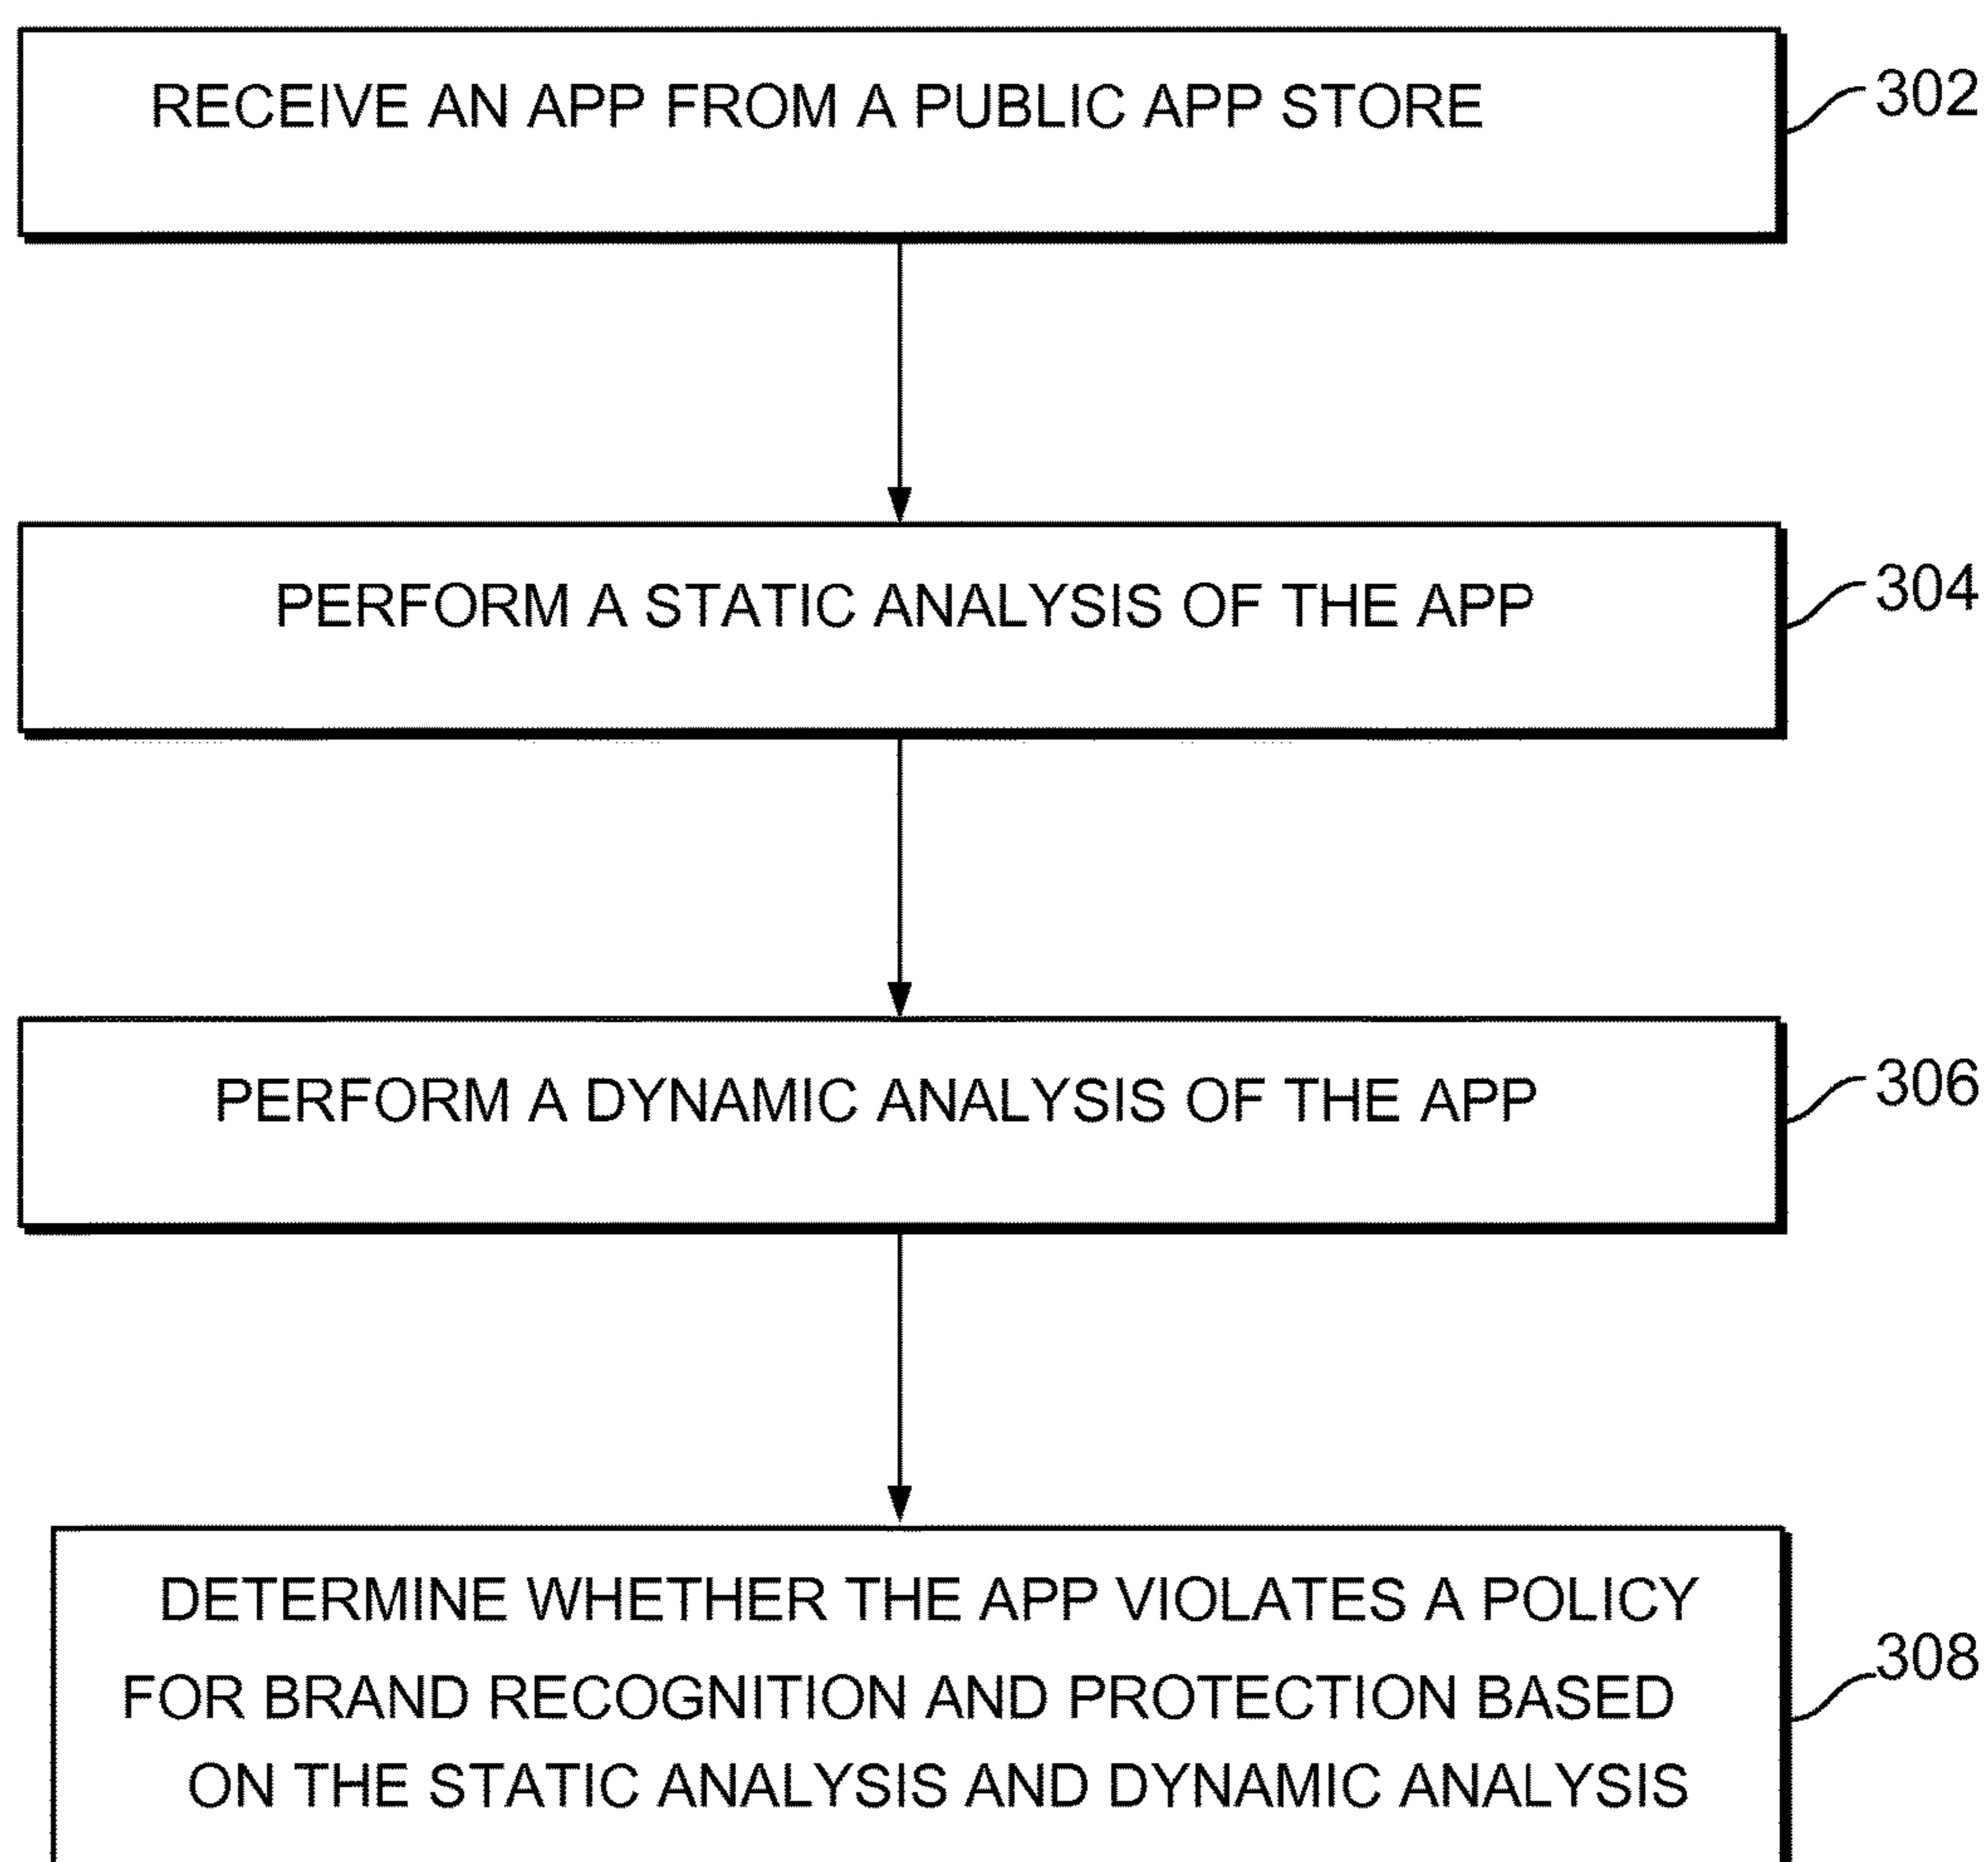 RECEIVE AN APP FROM A PUBLIC APP STORE
302
PERFORM A STATIC ANALYSIS OF THE APP
304
PERFORM A DYNAMIC ANALYSIS OF THE APP
306
DETERMINE WHETHER THE APP VIOLATES A POLICY
FOR BRAND RECOGNITION AND PROTECTION BASED
ON THE STATIC ANALYSIS AND DYNAMIC ANALYSIS
308